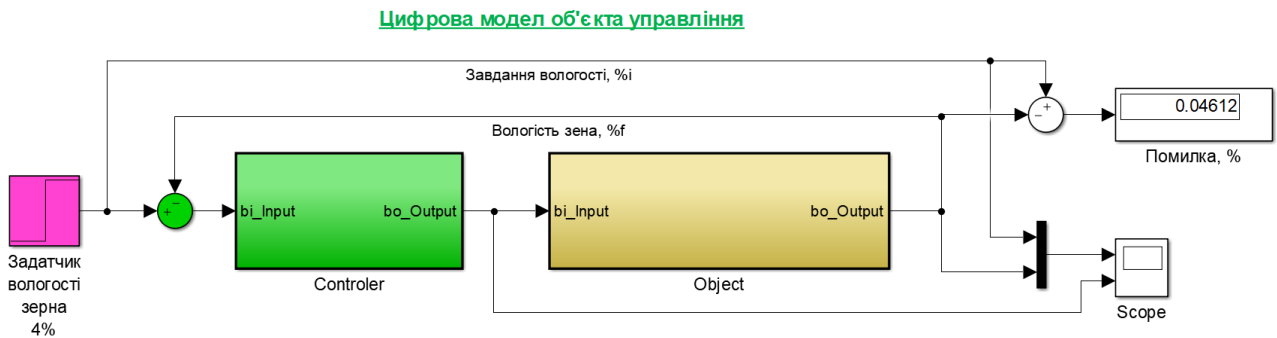 Цифрова модел об'єкта управління
Завдання вологості, %i
Вологість зена, %f
+
−
0.04612
Помилка, %
−
+
bi_Input
bo_Output
bi_Input
bo_Output
Задатчик
вологості
зерна
4%
Controler
Object
Scope